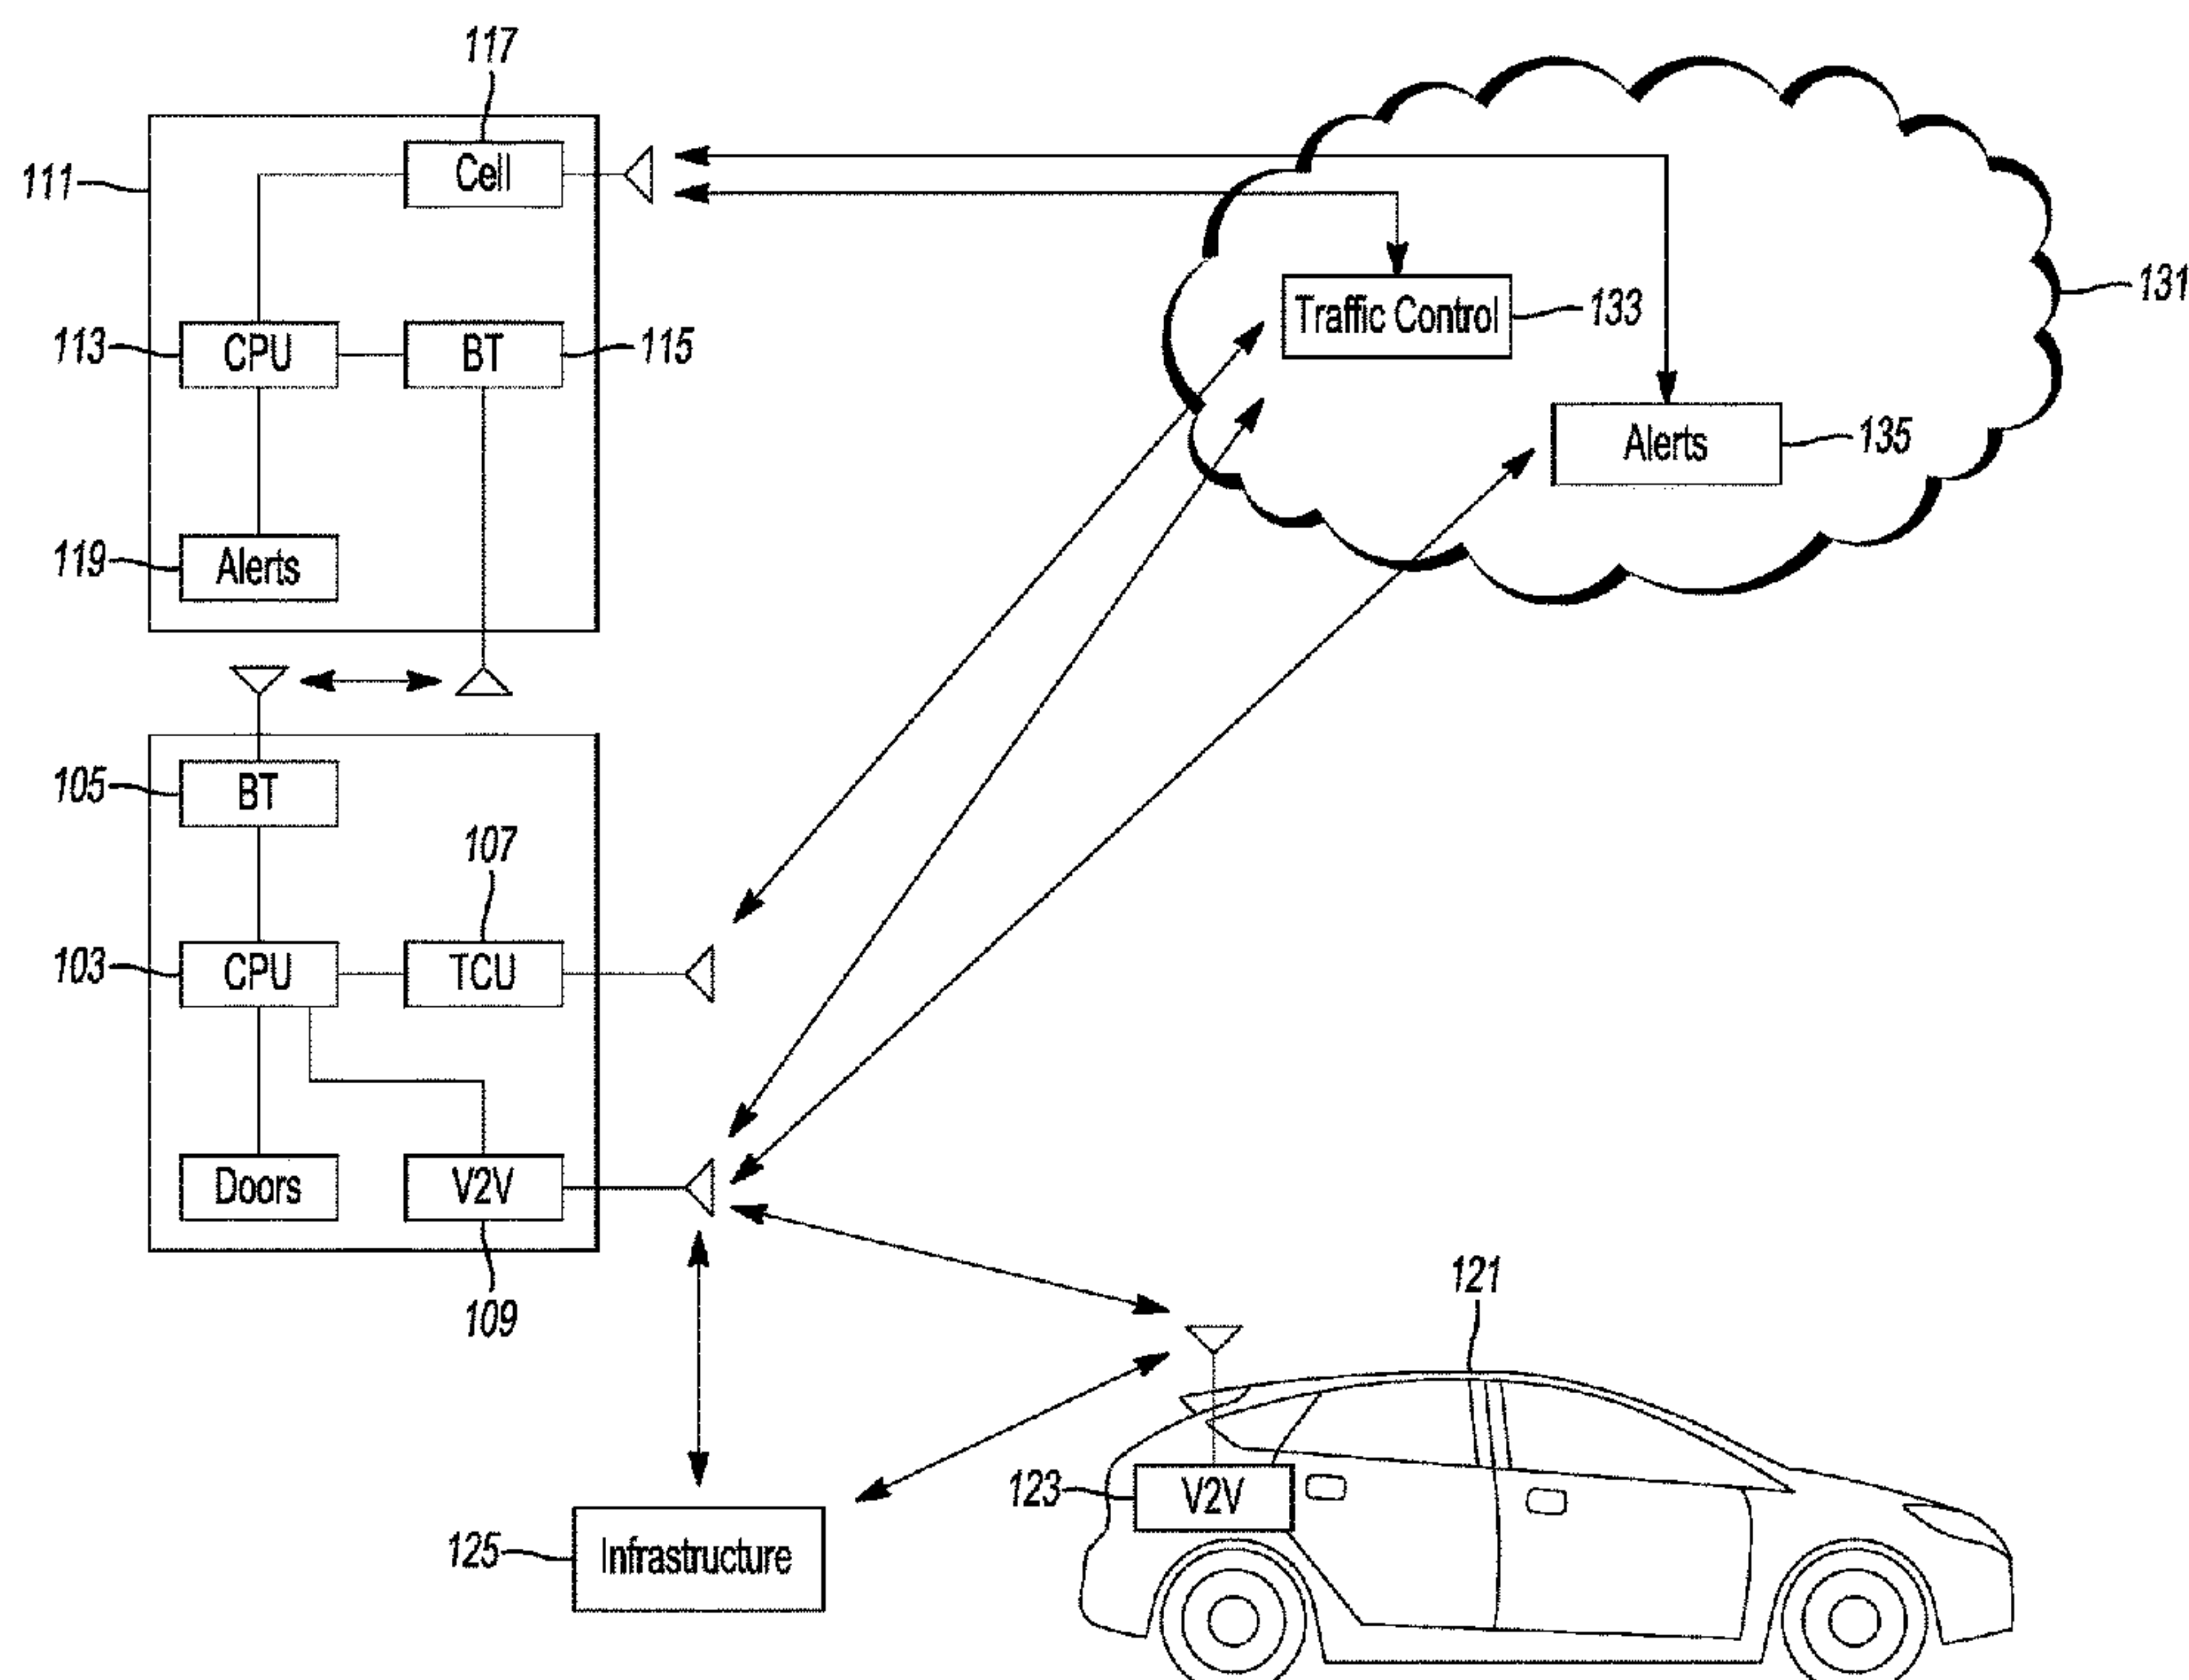 117
111
Cell
131
Traffic Control
133
113
CPU
BT
115
Alerts
135
119
Alerts
105
BT
107
103
CPU
TCU
Doors
V2V
109
121
123
V2V
125
Infrastructure